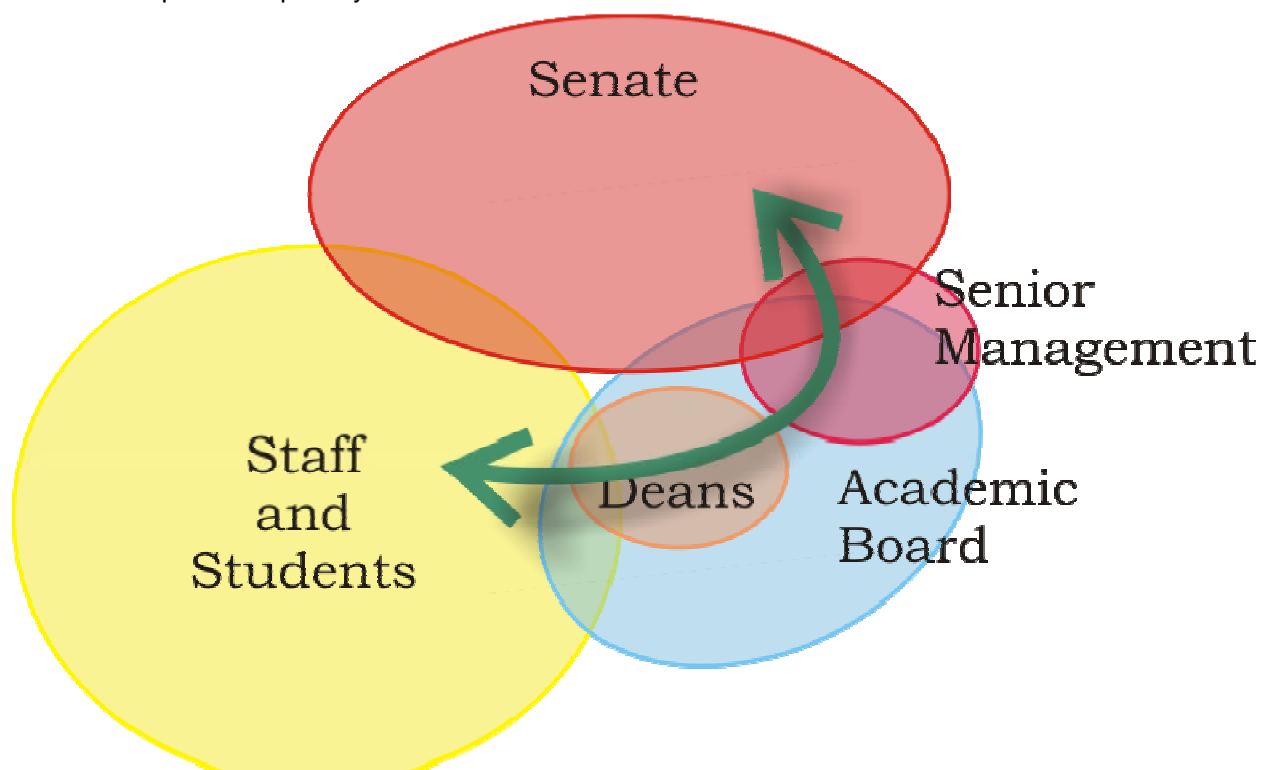 Senate
Senior
Management
Staff
and
Students
Deans
Academic
Board